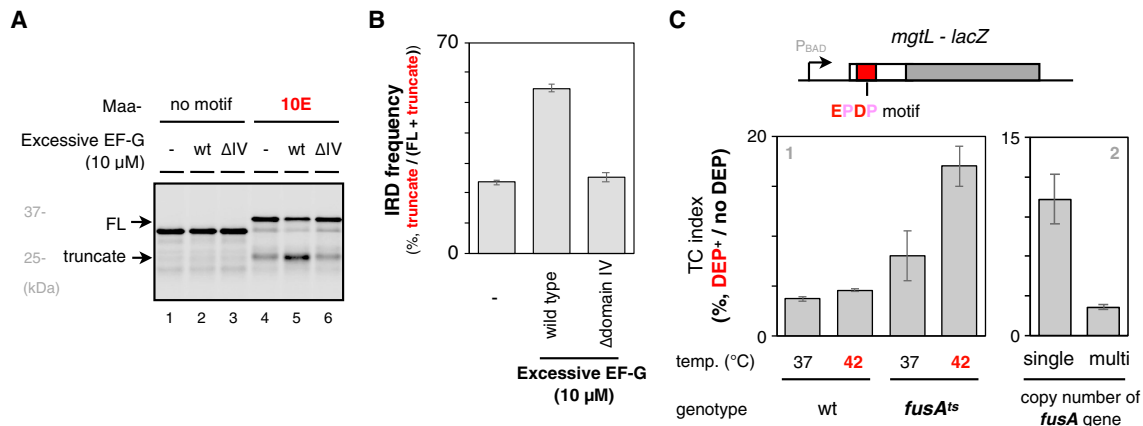 A
Maa- no motif 10E
Excessive EF-G
(10 µM)
- wt ΔIV - wt ΔIV
37-
FL
truncate
25-
(kDa)
1 2 3 4 5 6
B
IRD frequency
(%, truncate / (FL + truncate))
70
0
-
wild type
Δdomain IV
Excessive EF-G
(10 µM)
C
mgtL - lacZ
PBAD
EPDP motif
TC index
(%, DEP+ / no DEP)
20
0
1
15
0
2
temp. (°C) 37 42 37 42
genotype wt fusAts
single multi
copy number of
fusA gene